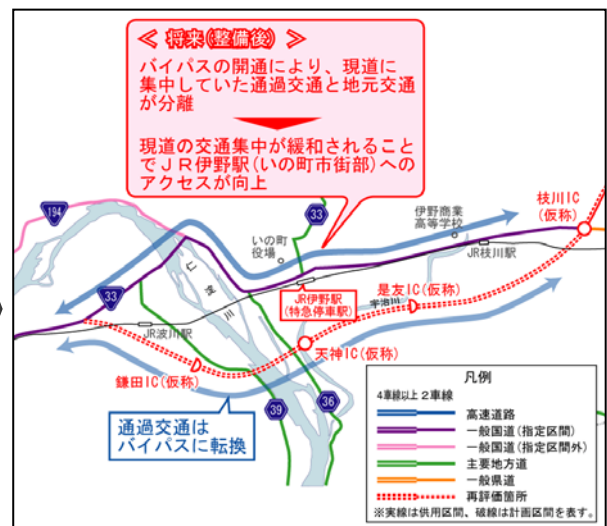 ≪ 将来(整備後) ≫
バイパスの開通により、現道に
集中していた通過交通と地元交通
が分離
現道の交通集中が緩和されること
でJR伊野駅(いの町市街部)への
アクセスが向上
194
33
伊野商業
高等学校
枝川IC
(仮称)
いの町
役場
JR枝川駅
仁淀川
33
JR伊野駅
(特急停車駅)
宇治川
是友IC(仮称)
JR波川駅
天神IC(仮称)
鎌田IC(仮称)
通過交通は
バイパスに転換
39
36
凡例
4車線以上 2車線
高速道路
一般国道(指定区間)
一般国道(指定区間外)
主要地方道
一般県道
再評価箇所
※実線は供用区間、破線は計画区間を表す。